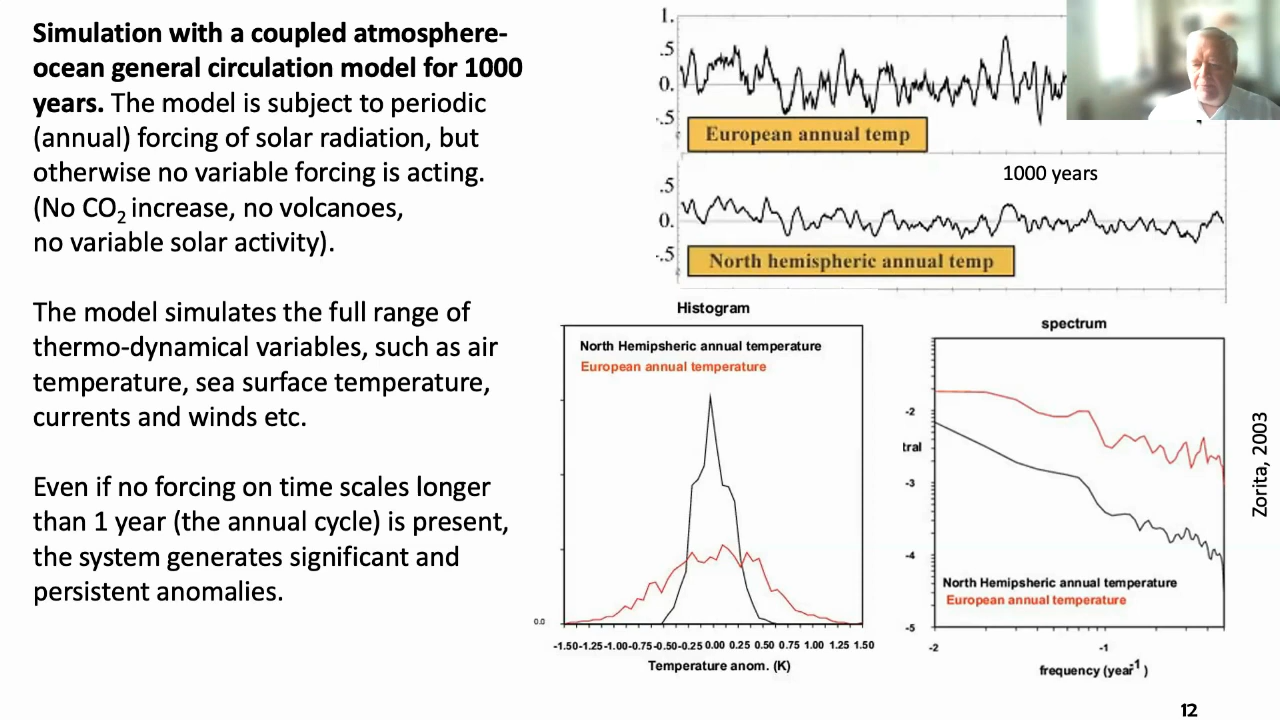 Simulation with a coupled atmosphere-
ocean general circulation model for 1000
years. The model is subject to periodic
(annual) forcing of solar radiation, but
otherwise no variable forcing is acting.
(No CO2 increase, no volcanoes,
no variable solar activity).
The model simulates the full range of
thermo-dynamical variables, such as air
temperature, sea surface temperature,
currents and winds etc.
Even if no forcing on time scales longer
than 1 year (the annual cycle) is present,
the system generates significant and
persistent anomalies.
1.
.5
0.
-.5
European annual temp
1000 years
.5
0.
-.5
North hemispheric annual temp
Histogram
North Hemipsheric annual temperature
European annual temperature
0.0
-1.50 -1.25 -1.00 -0.75 -0.50 -0.25 0.00 0.25 0.50 0.75 1.00 1.25 1.50
Temperature anom. (K)
spectrum
-2
tral
-3
-4
-5
North Hemipsheric annual temperature
European annual temperature
-2 -1
frequency (year-1)
Zorita, 2003
12